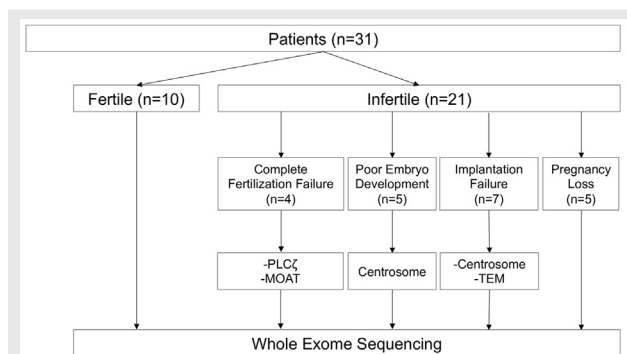 Patients (n=31)
Fertile (n=10)
Infertile (n=21)
Complete
Fertilization Failure
(n=4)
Poor Embryo
Development
(n=5)
Implantation
Failure
(n=7)
Pregnancy
Loss
(n=5)
-PLCζ
-MOAT
Centrosome
-Centrosome
-TEM
Whole Exome Sequencing